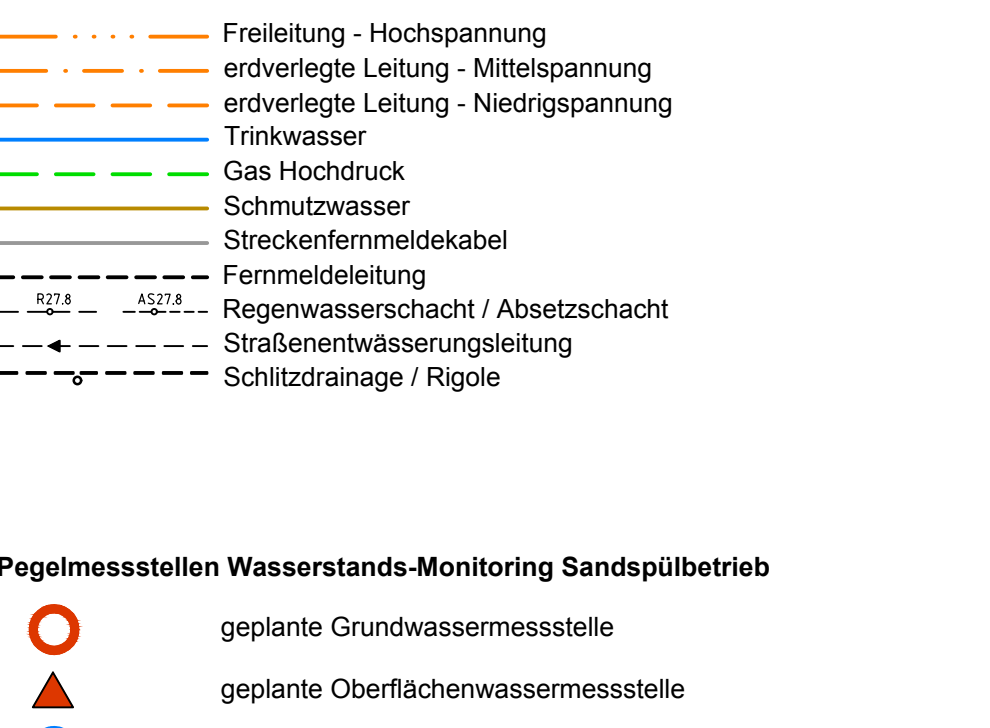 Freileitung - Hochspannung
erdverlegte Leitung - Mittelspannung
erdverlegte Leitung - Niedrigspannung
Trinkwasser
Gas Hochdruck
Schmutzwasser
Streckenfernmeldekabel
Fernmeldeleitung
R27.8 AS27.8 Regenwasserschacht / Absetzschacht
Straßenentwässerungsleitung
Schlitzdrainage / Rigole
Pegelmessstellen Wasserstands-Monitoring Sandspülbetrieb
geplante Grundwassermessstelle
geplante Oberflächenwassermessstelle